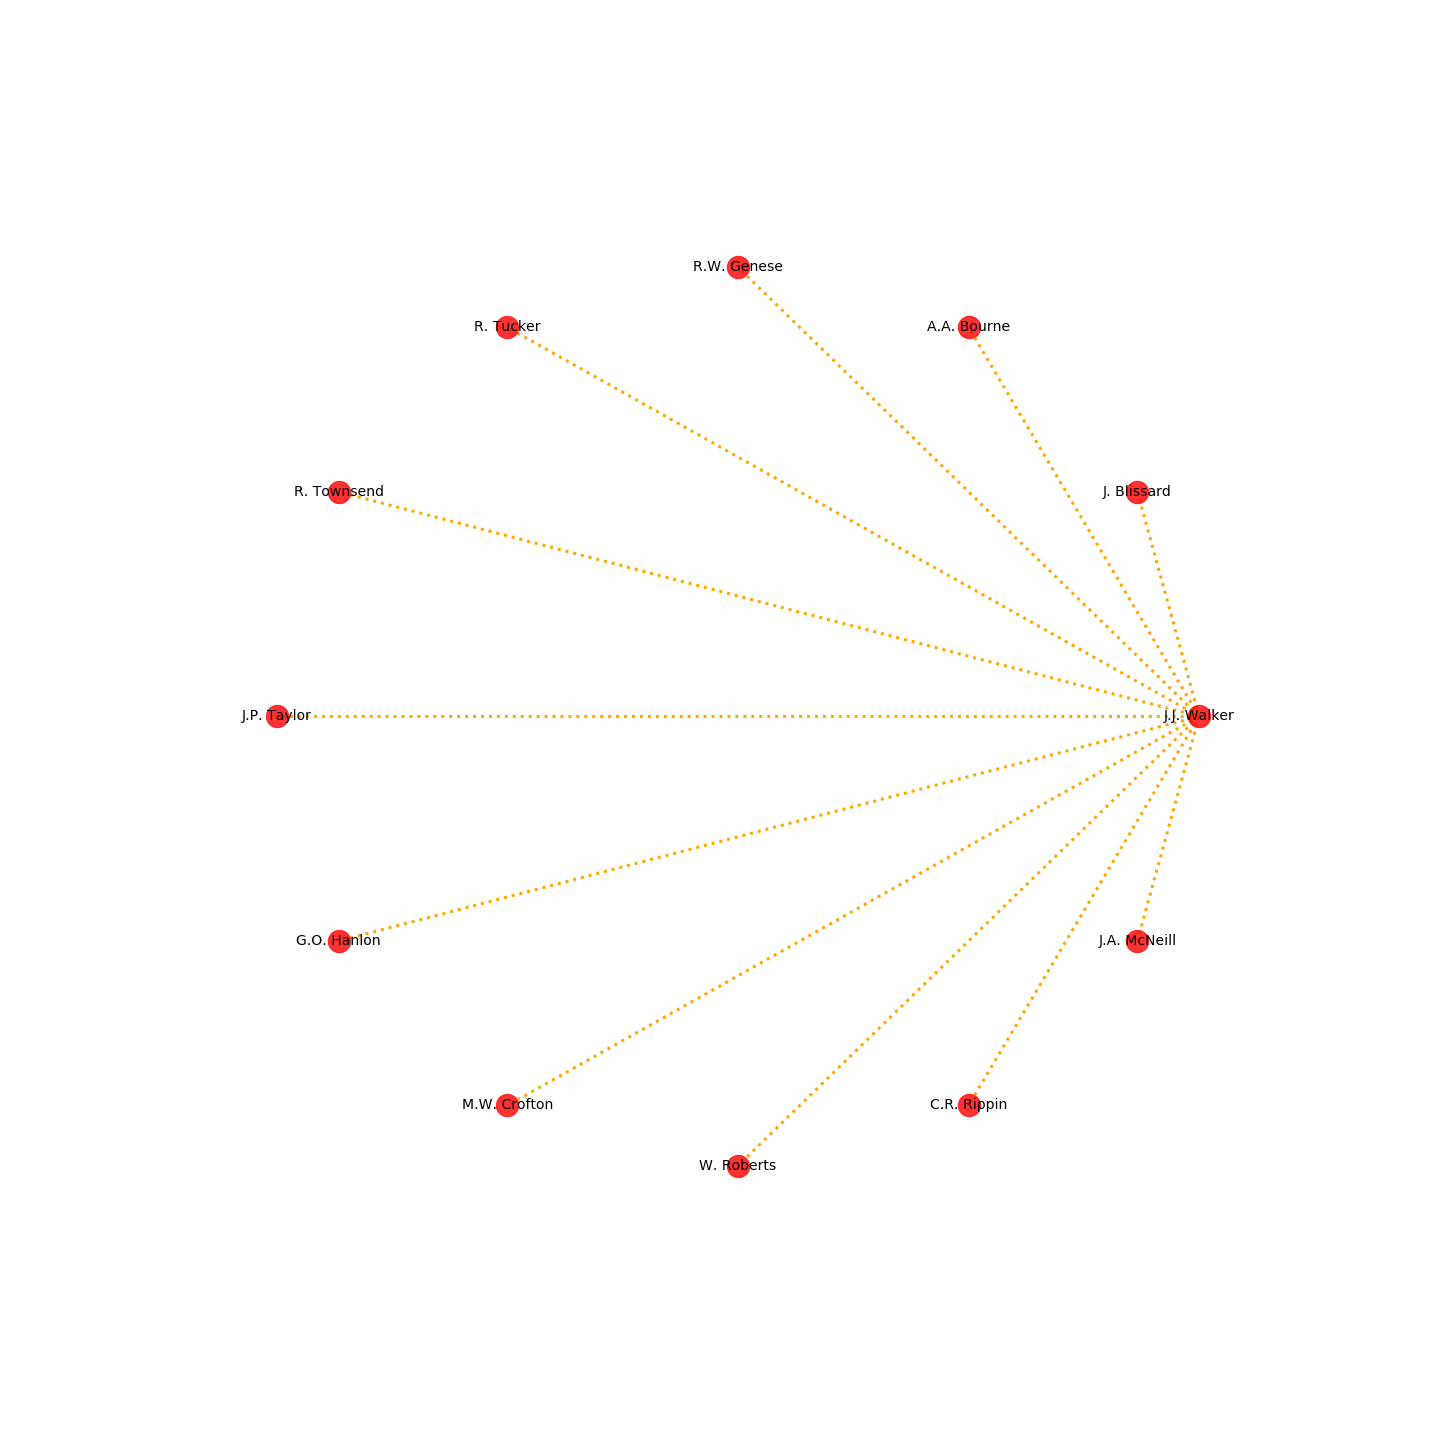 R.W. Genese
R. Tucker
A.A. Bourne
R. Townsend
J. Blissard
J.P. Taylor
J.J. Walker
G.O. Hanlon
J.A. McNeill
M.W. Crofton
C.R. Rippin
W. Roberts